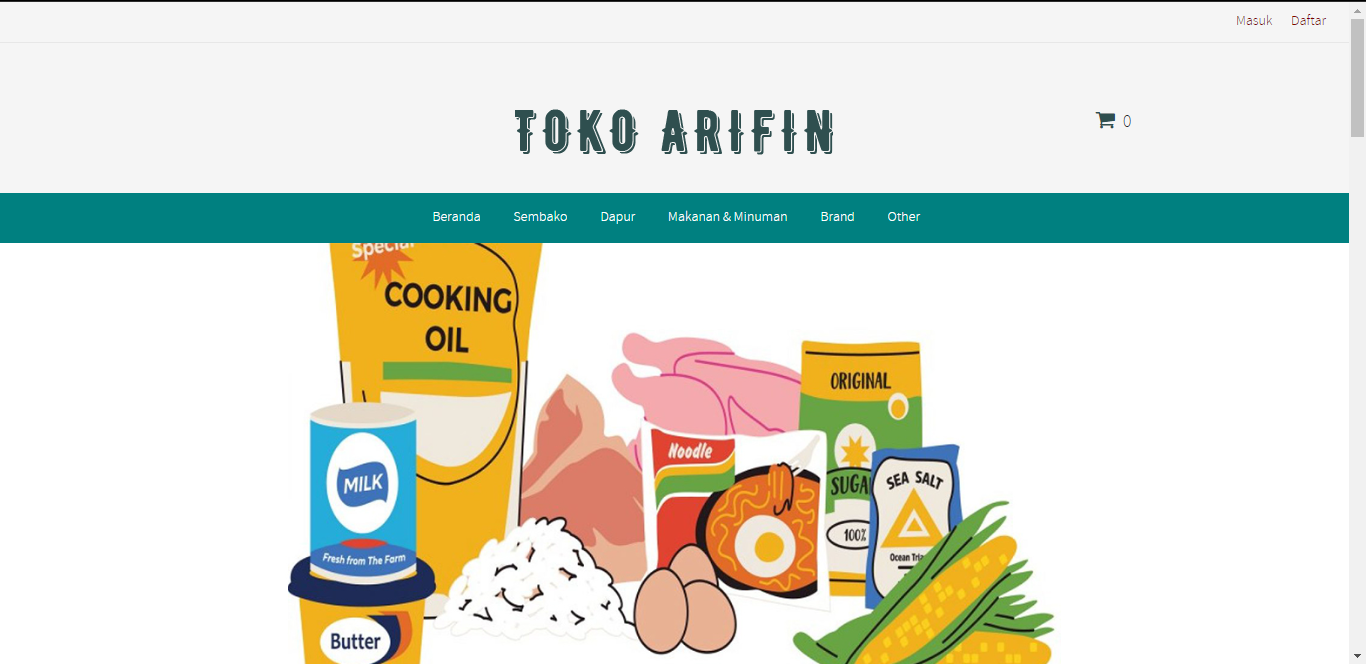 Masuk Daftar
TOKO ARIFIN
0
Beranda Sembako Dapur Makanan & Minuman Brand Other
Special
COOKING
OIL
ORIGINAL
Noodle
SUGA
SEA SALT
MILK
100%
Fresh from The Farm
Ocean Tria
Butter